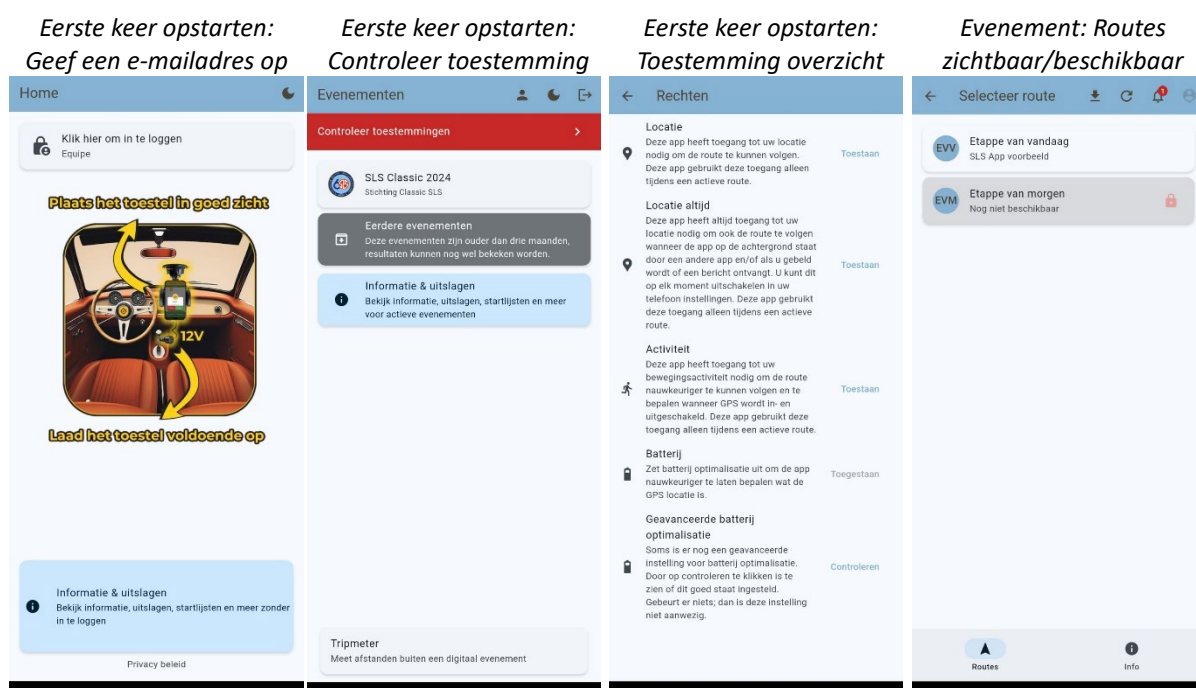 Eerste keer opstarten:
Geef een e-mailadres op
Home
Klik hier om in te loggen
Equipe
Plaats het toestel in goed zicht
12V
Laad het toestel voldoende op
Informatie & uitslagen
Bekijk informatie, uitslagen, startlijsten en meer zonder
in te loggen
Privacy beleid
Eerste keer opstarten:
Controleer toestemming
Evenementen
Controleer toestemmingen
SLS Classic 2024
Stichting Classic SLS
Eerdere evenementen
Deze evenementen zijn ouder dan drie maanden,
resultaten kunnen nog wel bekeken worden.
Informatie & uitslagen
Bekijk informatie, uitslagen, startlijsten en meer
voor actieve evenementen
Tripmeter
Meet afstanden buiten een digitaal evenement
Eerste keer opstarten:
Toestemming overzicht
Rechten
Locatie
Deze app heeft toegang tot uw locatie
nodig om de route te kunnen volgen.
Deze app gebruikt deze toegang alleen
tijdens een actieve route.
Toestaan
Locatie altijd
Deze app heeft altijd toegang tot uw
locatie nodig om ook de route te volgen
wanneer de app op de achtergrond staat
door een andere app en/of als u gebeld
wordt of een bericht ontvangt. U kunt dit
op elk moment uitschakelen in uw
telefoon instellingen. Deze app gebruikt
deze toegang alleen tijdens een actieve
route.
Toestaan
Activiteit
Deze app heeft toegang tot uw
bewegingsactiviteit nodig om de route
nauwkeuriger te kunnen volgen en te
bepalen wanneer GPS wordt in- en
uitgeschakeld. Deze app gebruikt deze
toegang alleen tijdens een actieve route.
Toestaan
Batterij
Zet batterij optimalisatie uit om de app
nauwkeuriger te laten bepalen wat de
GPS locatie is.
Toegestaan
Geavanceerde batterij
optimalisatie
Soms is er nog een geavanceerde
instelling voor batterij optimalisatie.
Door op controleren te klikken is te
zien of dit goed staat ingesteld.
Gebeurt er niets; dan is deze instelling
niet aanwezig.
Controleren
Evenement: Routes
zichtbaar/beschikbaar
Selecteer route
1
EVV
Etappe van vandaag
SLS App voorbeeld
EVM
Etappe van morgen
Nog niet beschikbaar
Routes
Info